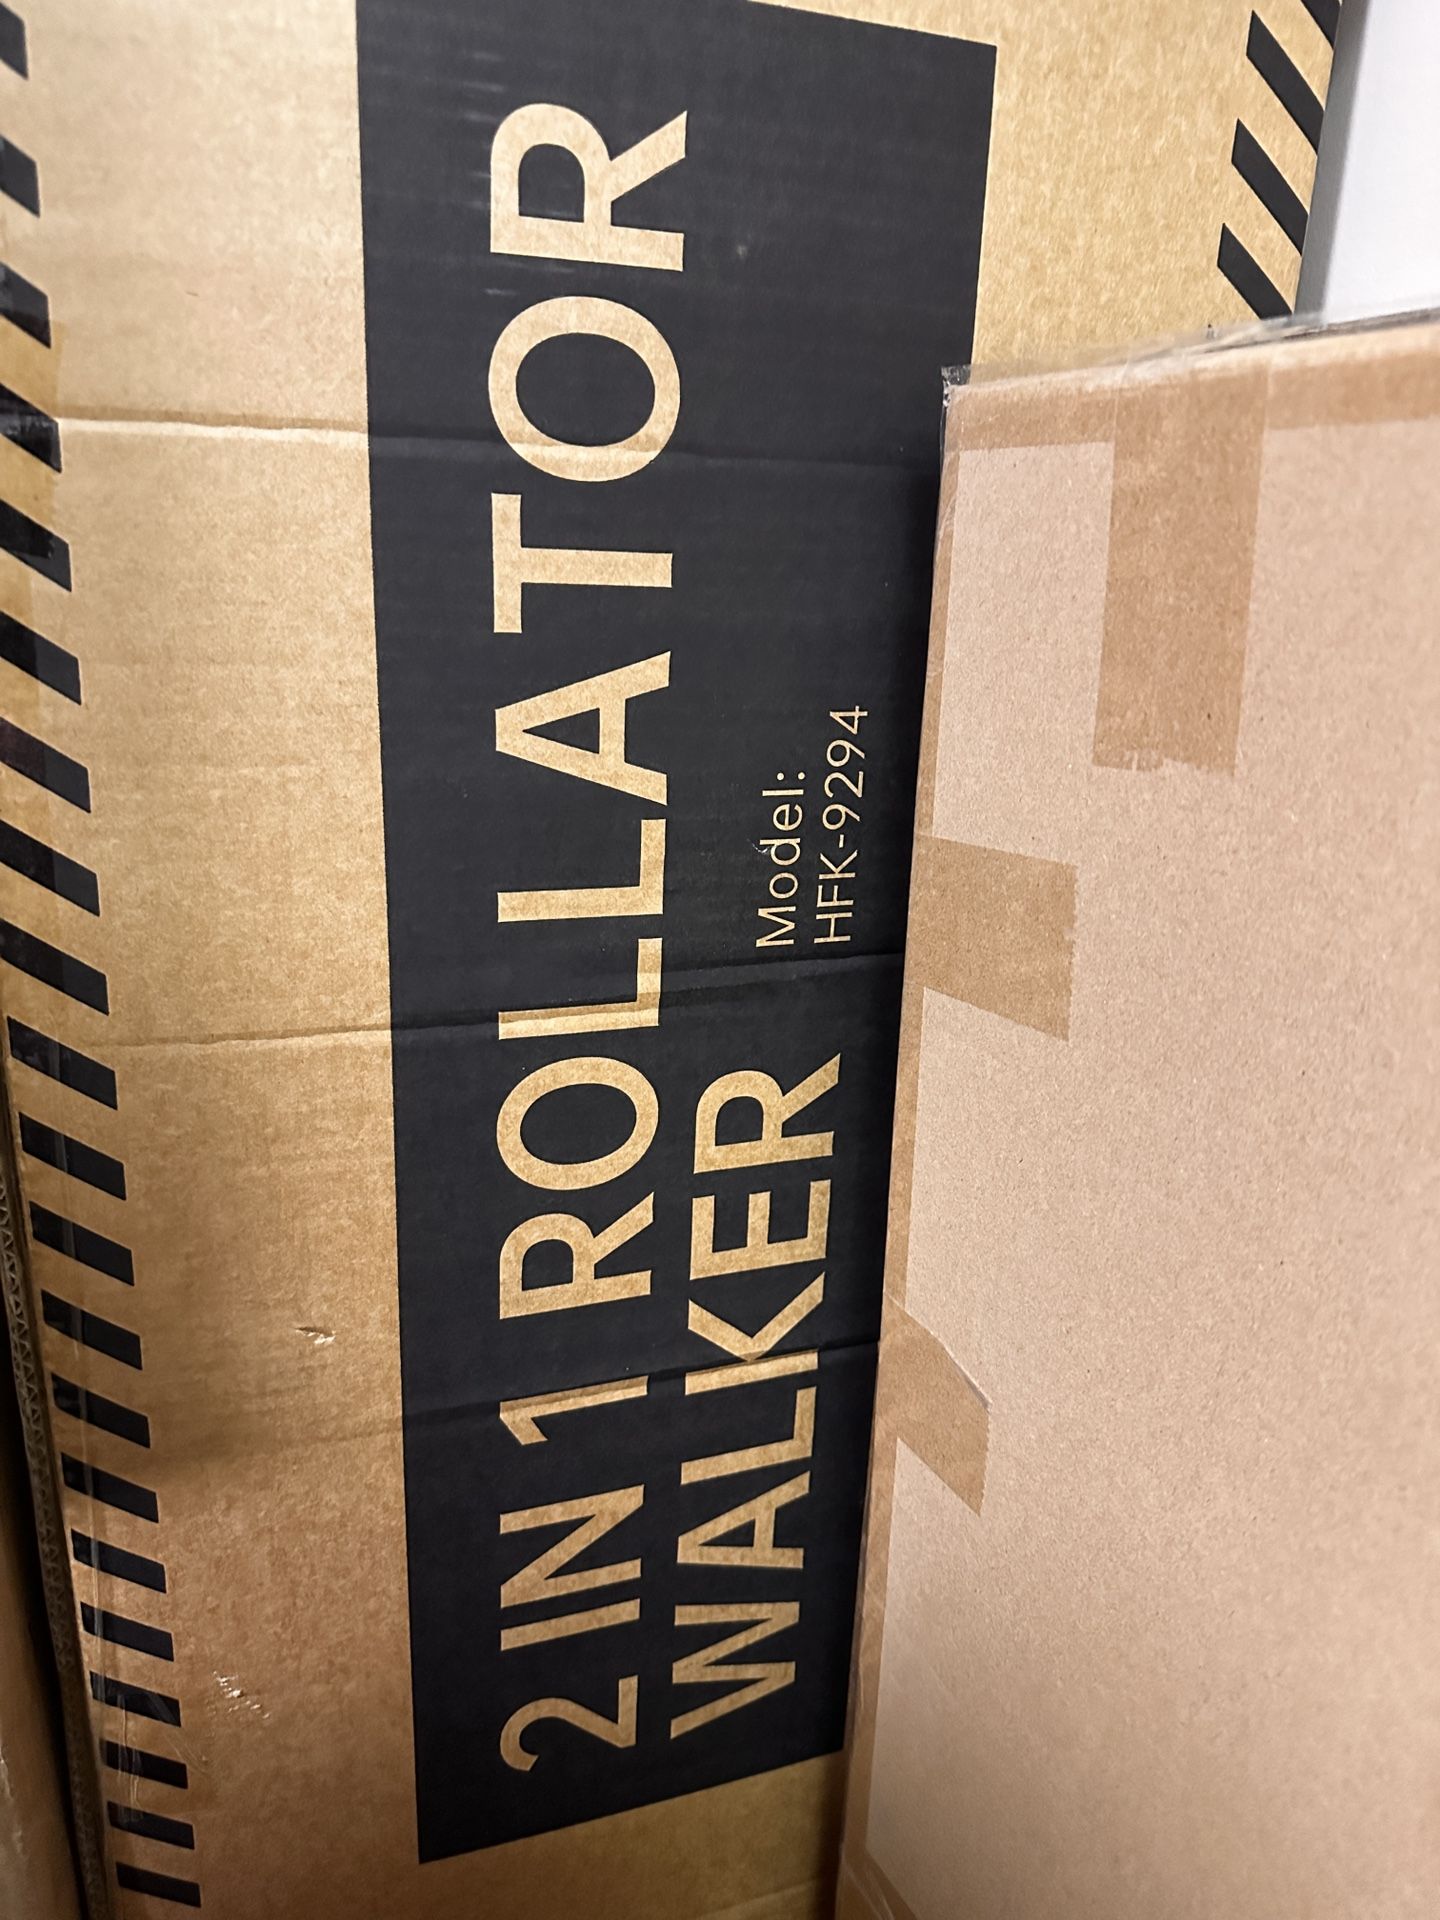 2 IN 1 ROLLATOR
WALKER
Model:
HFK-9294